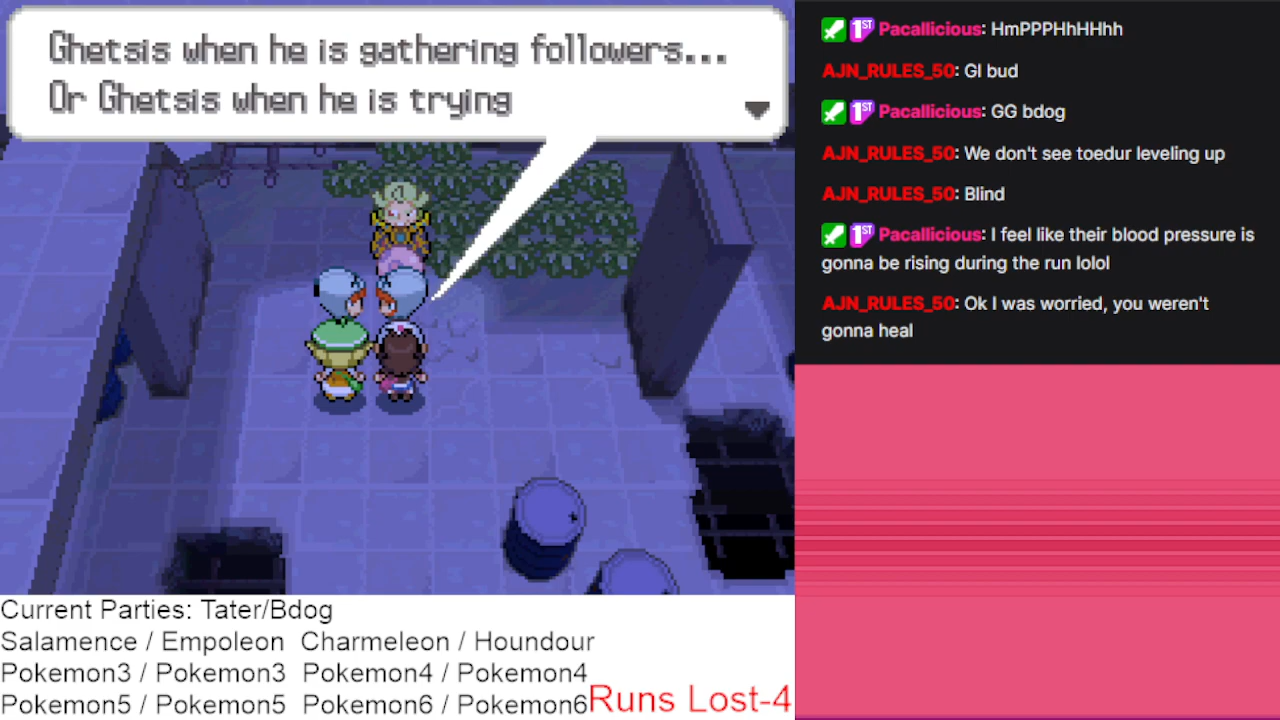 Ghetsis when he is gathering followers...
Or Ghetsis when he is trying
1ST Pacallicious: HmPPPHhHHhh
AJN_RULES_50: Gl bud
1ST Pacallicious: GG bdog
AJN_RULES_50: We don't see toedur leveling up
AJN_RULES_50: Blind
1ST Pacallicious: I feel like their blood pressure is
gonna be rising during the run lolol
AJN_RULES_50: Ok I was worried, you weren't
gonna heal
Current Parties: Tater/Bdog
Salamence / Empoleon Charmeleon / Houndour
Pokemon3 / Pokemon3 Pokemon4 / Pokemon4
Pokemon5 / Pokemon5 Pokemon6 / Pokemon6
Runs Lost-4